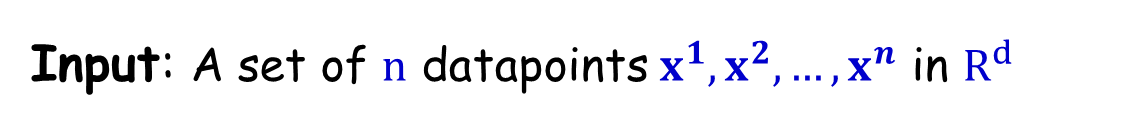 Input: A set of n datapoints x¹, x², …, xⁿ in Rᵈ